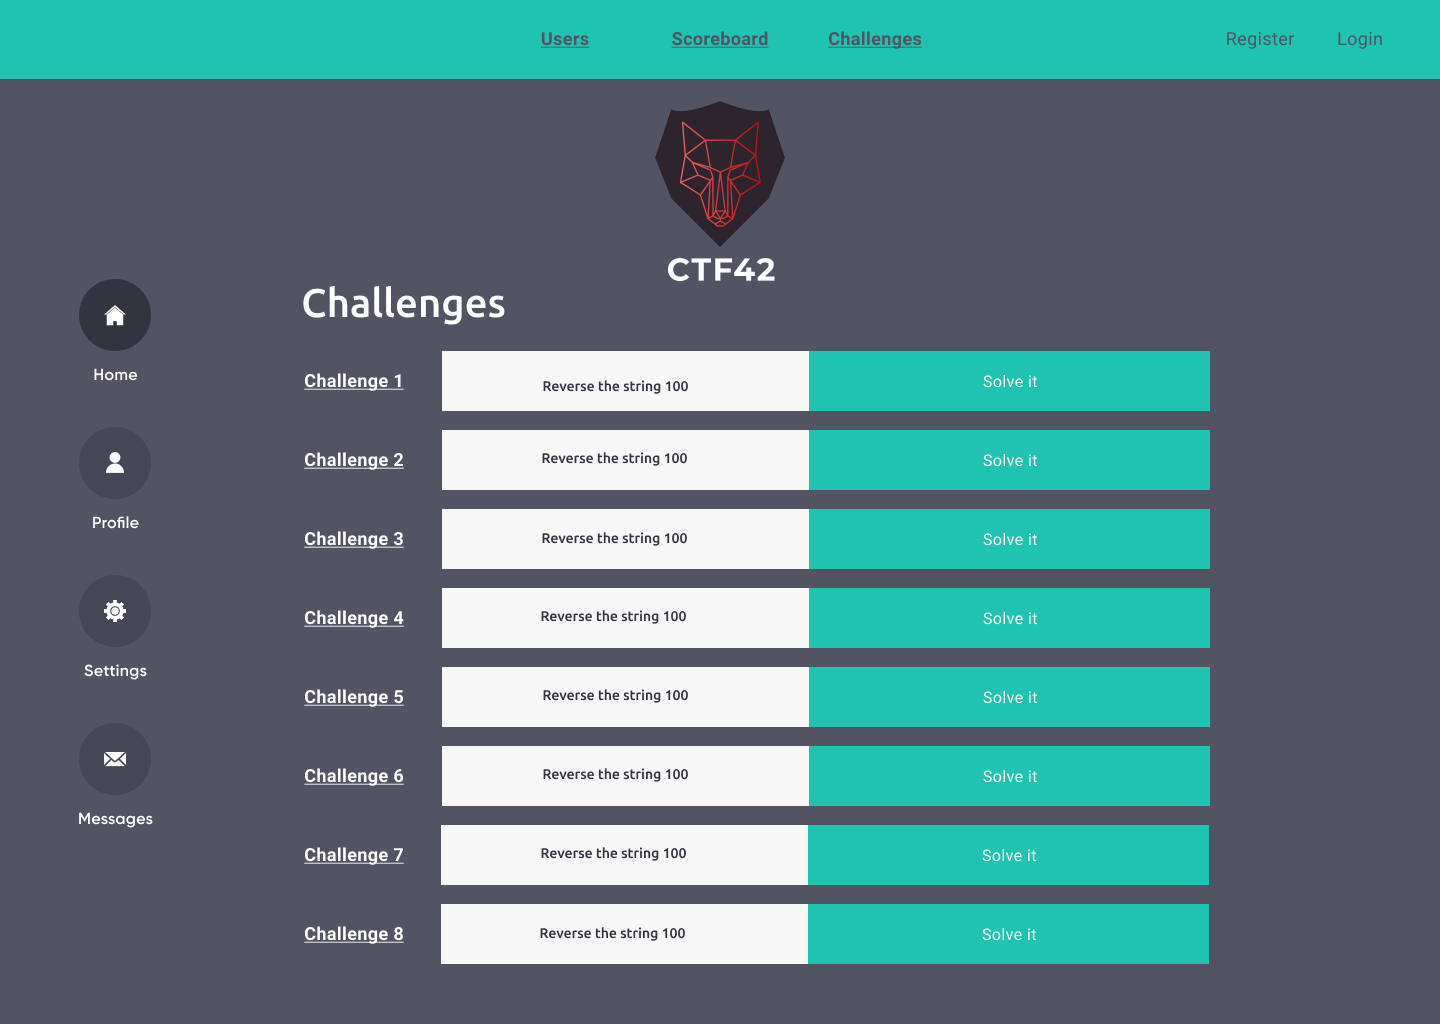 Users Scoreboard Challenges Register Login
CTF42
Challenges
Home
Profile
Settings
Messages
Challenge 1 Reverse the string 100 Solve it
Challenge 2 Reverse the string 100 Solve it
Challenge 3 Reverse the string 100 Solve it
Challenge 4 Reverse the string 100 Solve it
Challenge 5 Reverse the string 100 Solve it
Challenge 6 Reverse the string 100 Solve it
Challenge 7 Reverse the string 100 Solve it
Challenge 8 Reverse the string 100 Solve it